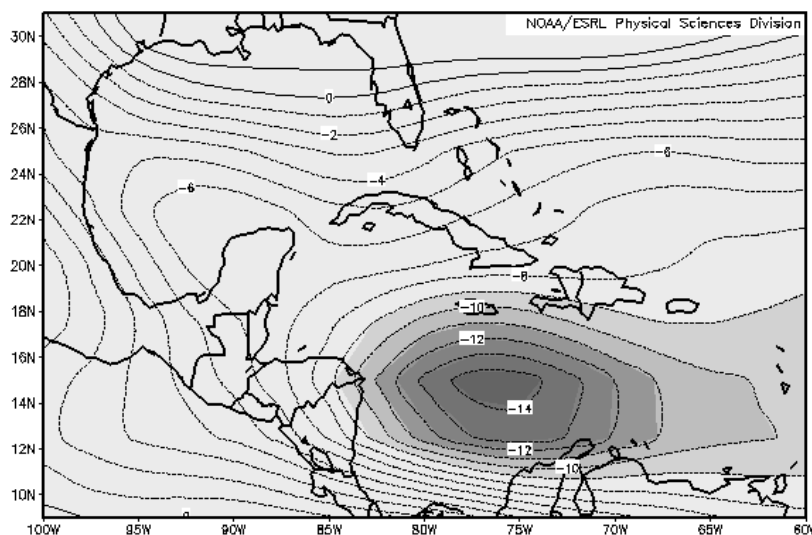 NOAA/ESRL Physical Sciences Division
30N
28N
0
-2
26N
24N
-4
-6
-6
22N
20N
-8
18N
-10
16N
-12
14N
-14
12N
-12
-10
10N
100W 95W 90W 85W 80W 75W 70W 65W 60W